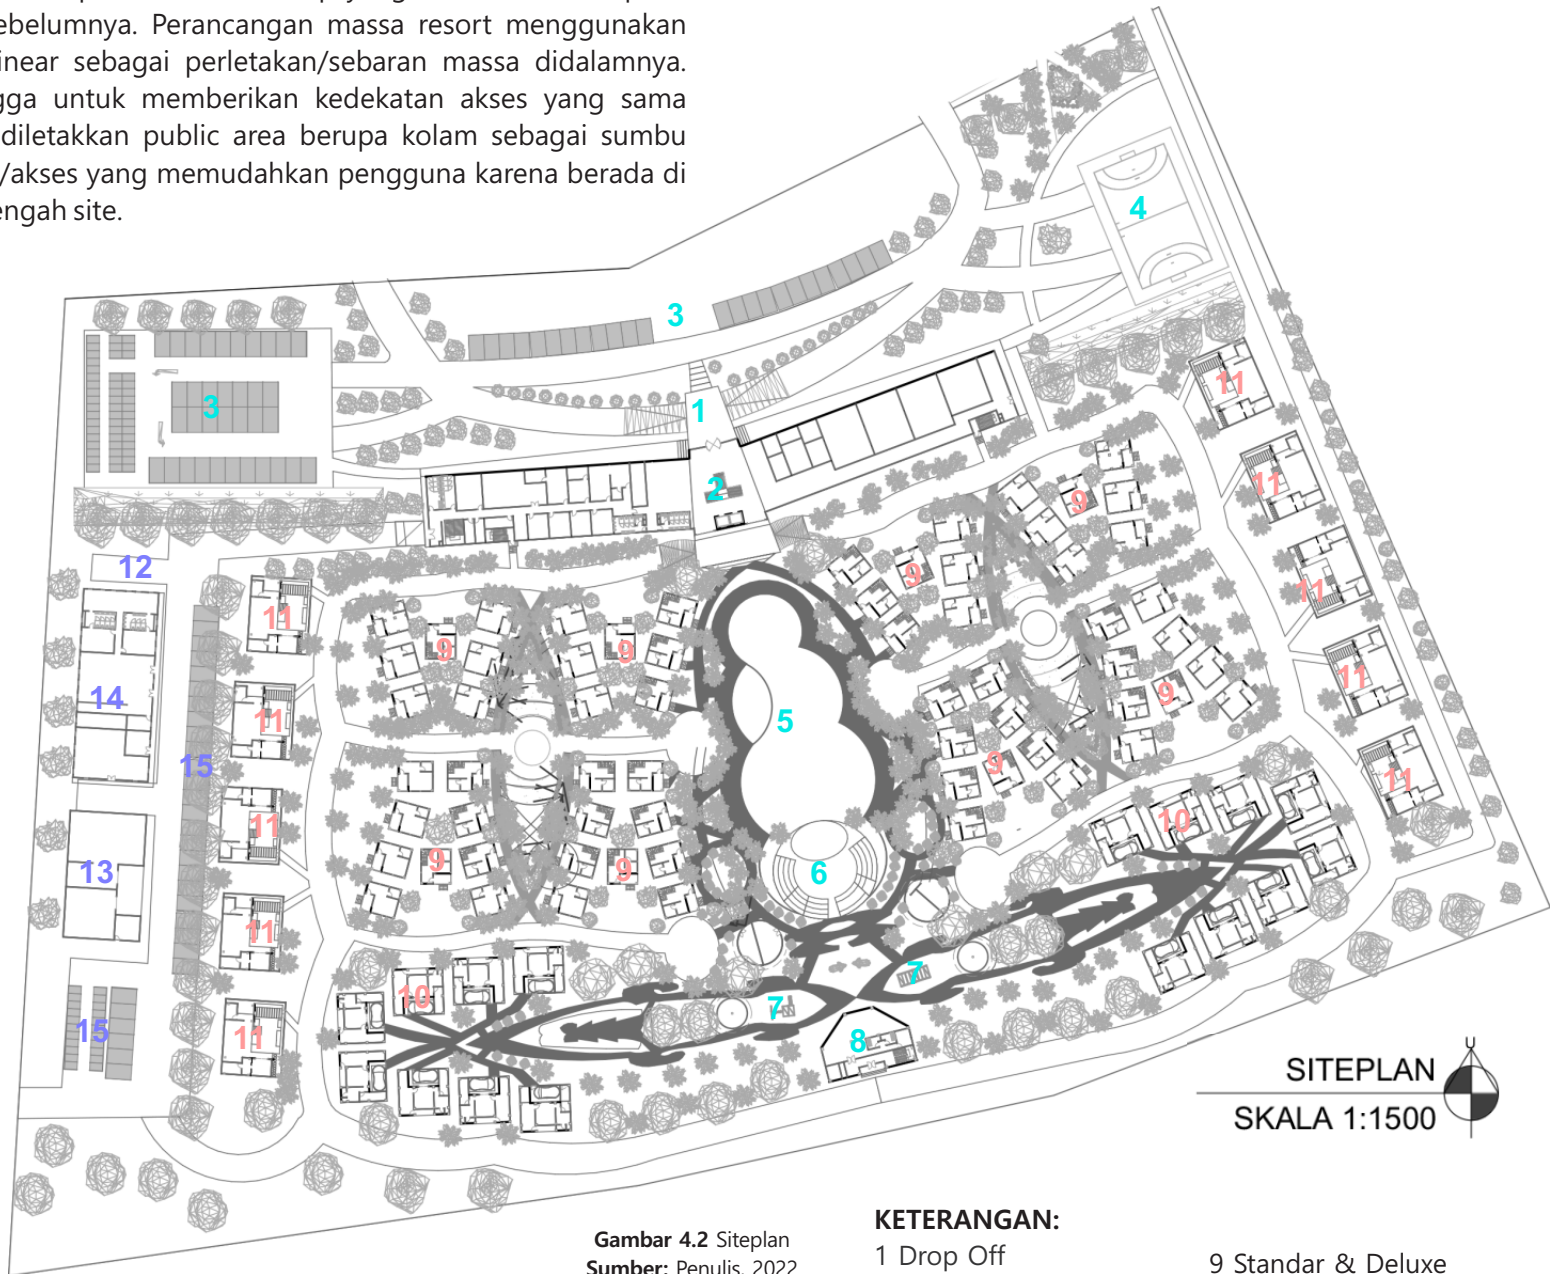 ebelumnya. Perancangan massa resort menggunakan
inear sebagai perletakan/sebaran massa didalamnya.
gga untuk memberikan kedekatan akses yang sama
diletakkan public area berupa kolam sebagai sumbu
/akses yang memudahkan pengguna karena berada di
engah site.
4
3
3
1
2
11
11
11
11
11
9
9
9
9
12
11
14
15
11
9
9
5
11
10
13
9
9
6
11
10
7
7
15
11
8
U
SITEPLAN
SKALA 1:1500
Gambar 4.2 Siteplan
Sumber: Penulis, 2022
KETERANGAN:
1 Drop Off
9 Standar & Deluxe